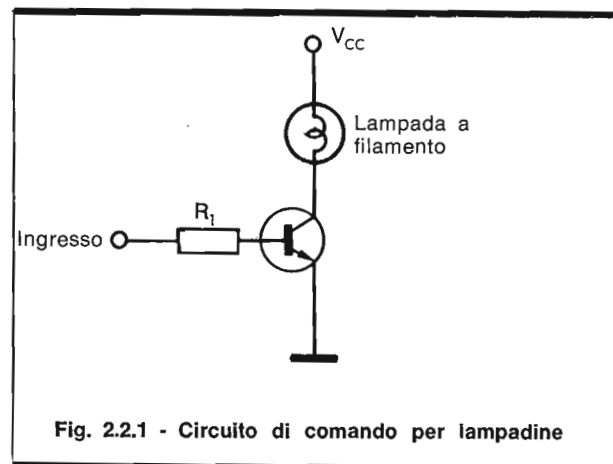 VCC
Lampada a
filamento
R1
Ingresso
Fig. 2.2.1 - Circuito di comando per lampadine